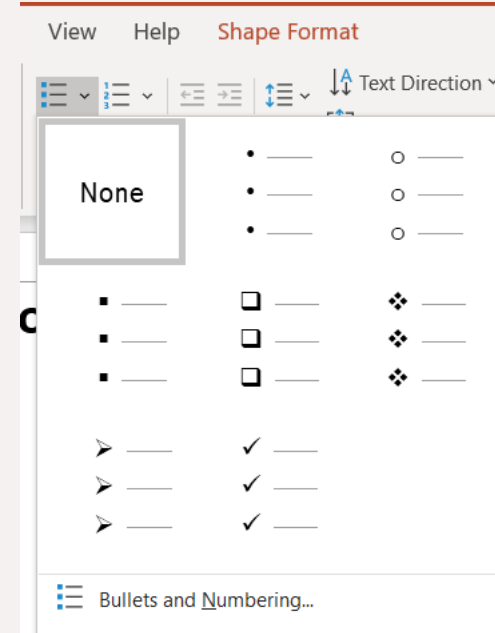 View Help Shape Format
Text Direction
None
Bullets and Numbering...